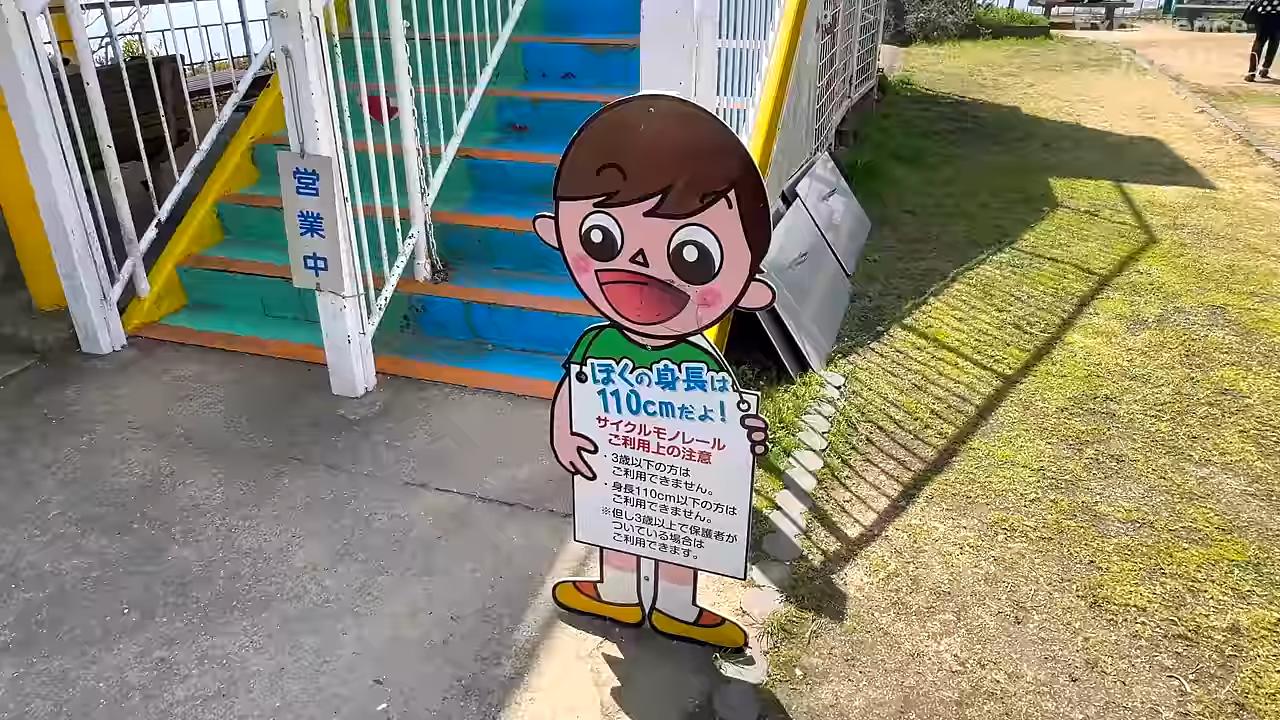 営業中
ぼくの身長は
110cmだよ!
サイクルモノレール
ご利用上の注意
・3歳以下の方は
ご利用できません。
・身長110cm以下の方は
ご利用できません。
※但し3歳以上で保護者が
ついている場合は
ご利用できます。